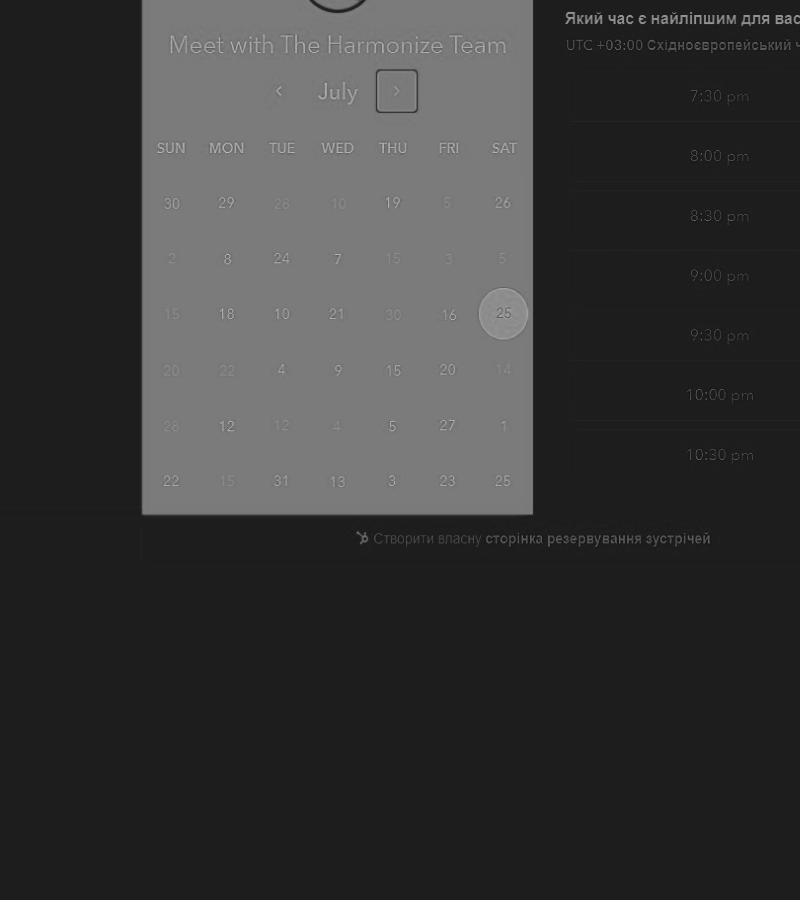 Meet with The Harmonize Team
July
SUN MON TUE WED THU FRI SAT
30 29 28 10 19 5 26
2 8 24 7 15 3 5
15 18 10 21 30 16 25
20 22 4 9 15 20 14
28 12 12 4 5 27 1
22 15 31 13 3 23 25
Який час є найліпшим для вас
UTC +03:00 Східноєвропейський ч
7:30 pm
8:00 pm
8:30 pm
9:00 pm
9:30 pm
10:00 pm
10:30 pm
Створити власну сторінка резервування зустрічей